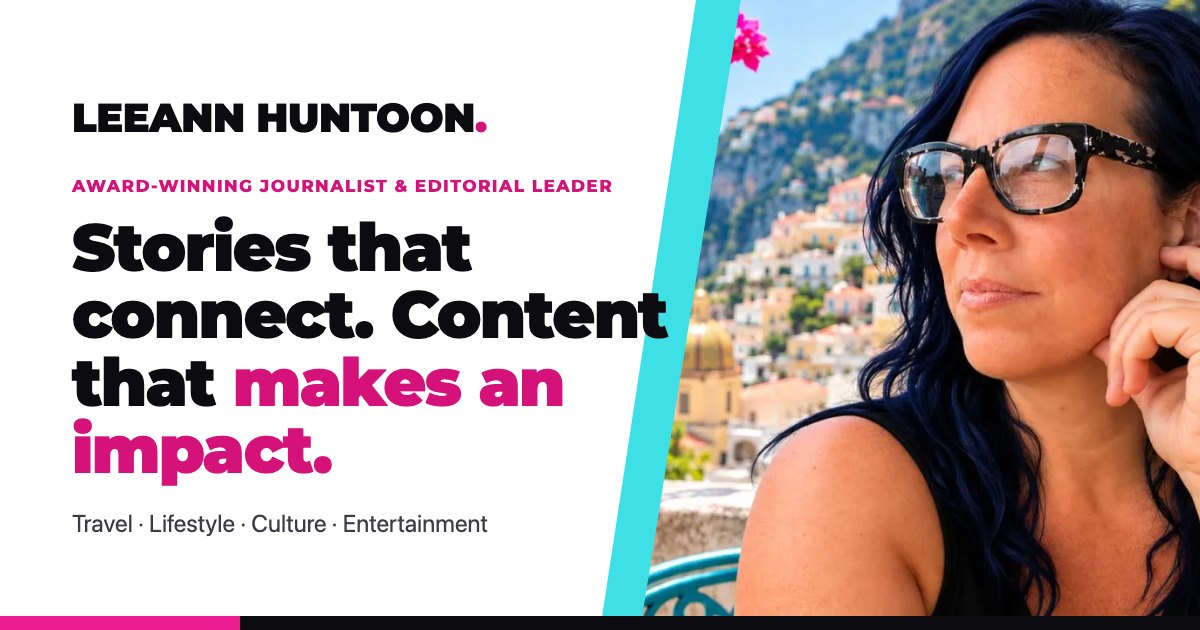 LEEANN HUNTOON.
AWARD-WINNING JOURNALIST & EDITORIAL LEADER
Stories that
connect. Content
that makes an
impact.
Travel · Lifestyle · Culture · Entertainment